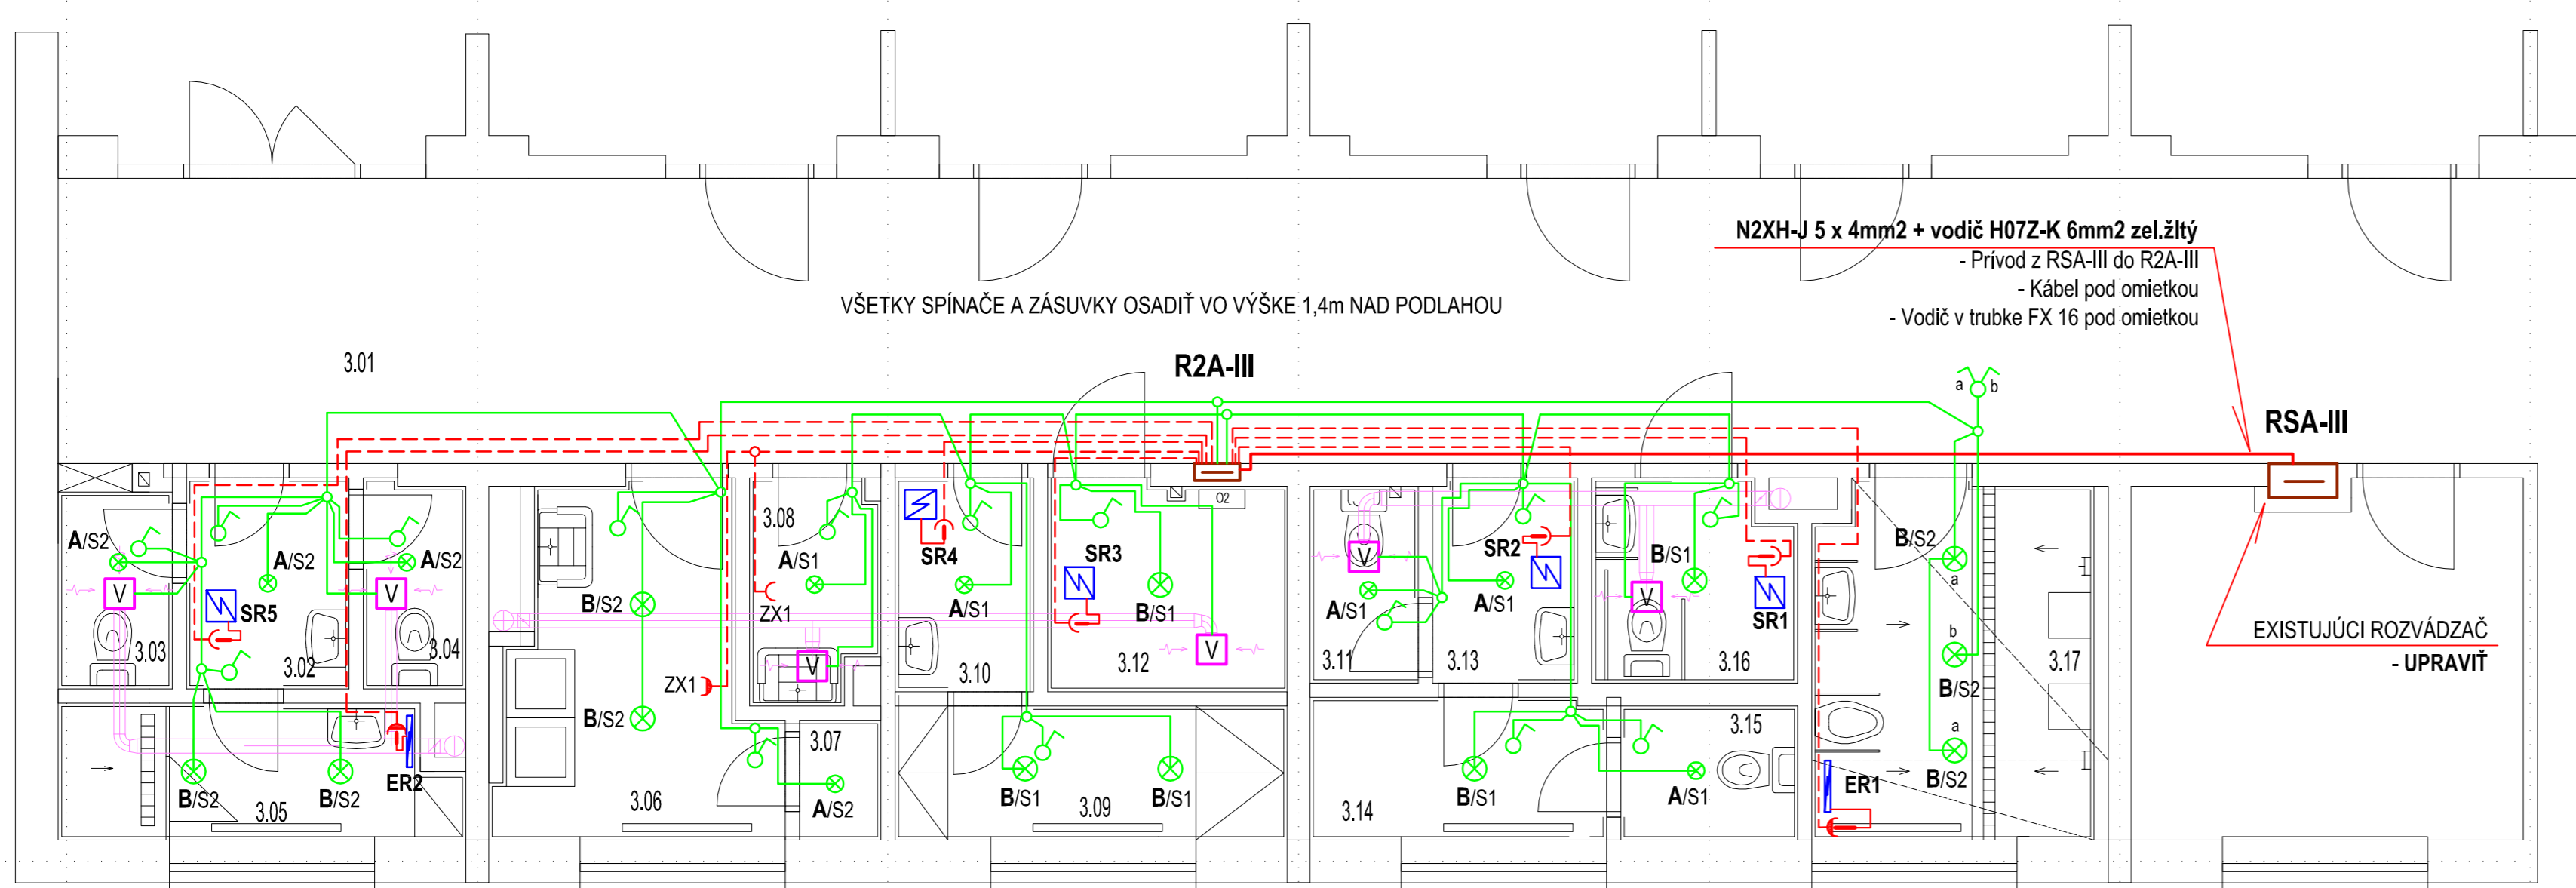 N2XH-J 5 x 4mm2 + vodič H07Z-K 6mm2 zel.žltý
- Prívod z RSA-III do R2A-III
- Kábel pod omietkou
- Vodič v trubke FX 16 pod omietkou
VŠETKY SPÍNAČE A ZÁSUVKY OSADIŤ VO VÝŠKE 1,4m NAD PODLAHOU
3.01
R2A-III
a
b
RSA-III
O2
A/S2
V
3.03
A/S2
SR5
3.02
A/S2
V
3.04
B/S2
B/S2
3.05
ER2
B/S2
B/S2
3.06
ZX1
3.08
A/S1
ZX1
V
3.07
A/S2
SR4
A/S1
3.10
SR3
B/S1
3.12
V
B/S1
3.09
B/S1
V
A/S1
3.11
SR2
A/S1
3.13
B/S1
V
SR1
3.16
B/S1
3.14
A/S1
3.15
B/S2
a
b
B/S2
a
B/S2
ER1
3.17
EXISTUJÚCI ROZVÁDZAČ
- UPRAVIŤ